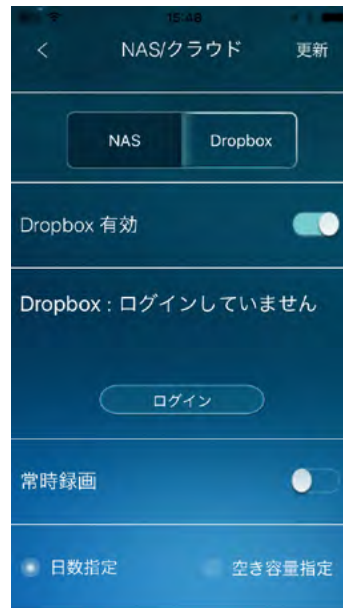 15:48
< NAS/クラウド 更新
NAS Dropbox
Dropbox 有効
Dropbox : ログインしていません
ログイン
常時録画
日数指定 空き容量指定